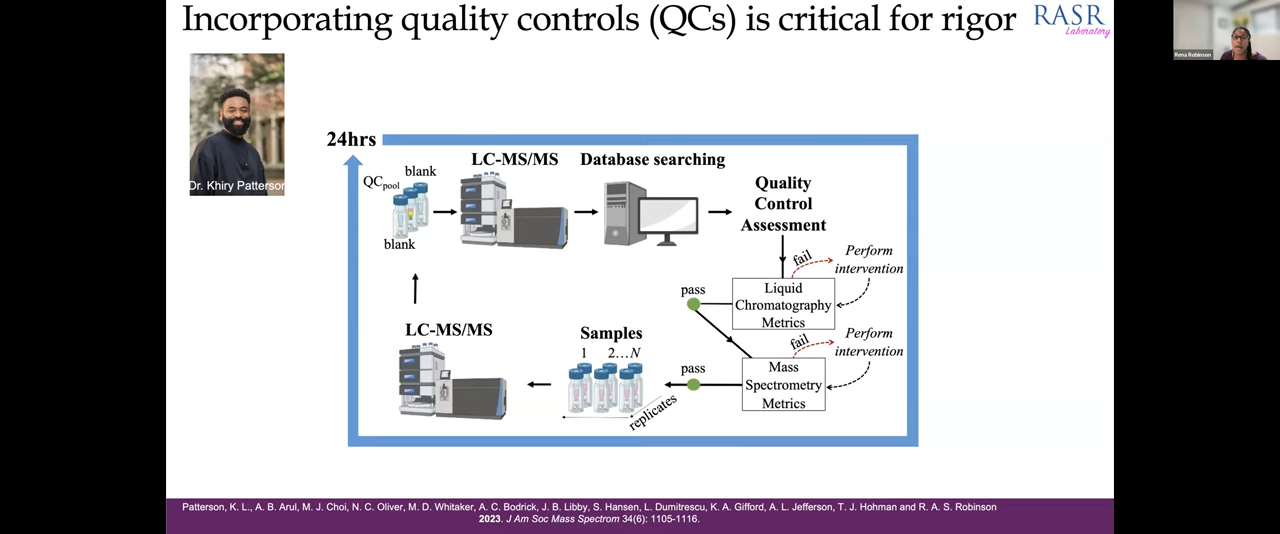 Incorporating quality controls (QCs) is critical for rigor
RASR
Laboratory
Rena Robinson
Dr. Khiry Patterson
24hrs
LC-MS/MS
Database searching
QCpool
blank
blank
Quality
Control
Assessment
fail
Perform
intervention
pass
Liquid
Chromatography
Metrics
fail
Perform
intervention
pass
Mass
Spectrometry
Metrics
LC-MS/MS
Samples
1 2...N
replicates
Patterson, K. L., A. B. Arul, M. J. Choi, N. C. Oliver, M. D. Whitaker, A. C. Bodrick, J. B. Libby, S. Hansen, L. Dumitrescu, K. A. Gifford, A. L. Jefferson, T. J. Hohman and R. A. S. Robinson
2023. J Am Soc Mass Spectrom 34(6): 1105-1116.